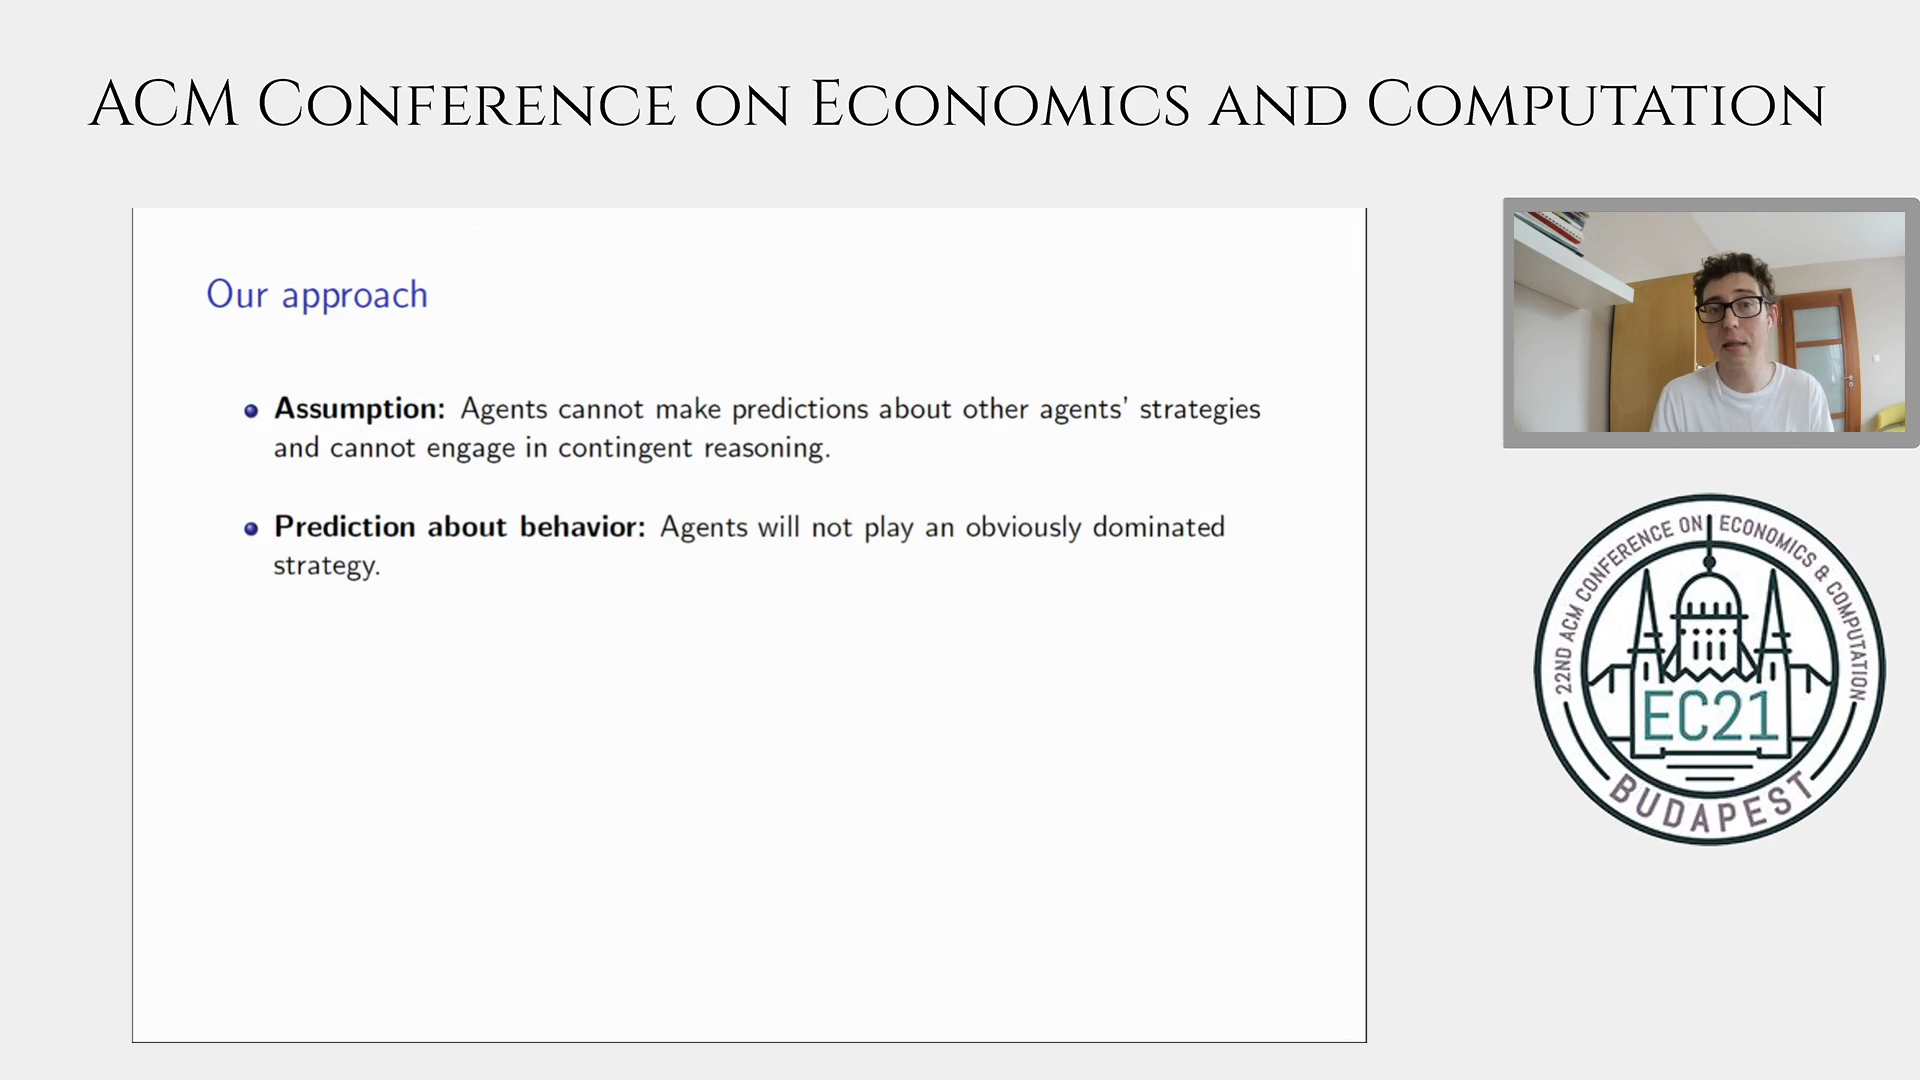 ACM Conference on Economics and Computation
Our approach
Assumption: Agents cannot make predictions about other agents' strategies
and cannot engage in contingent reasoning.
Prediction about behavior: Agents will not play an obviously dominated
strategy.
22ND ACM CONFERENCE ON ECONOMICS & COMPUTATION
EC21
BUDAPEST